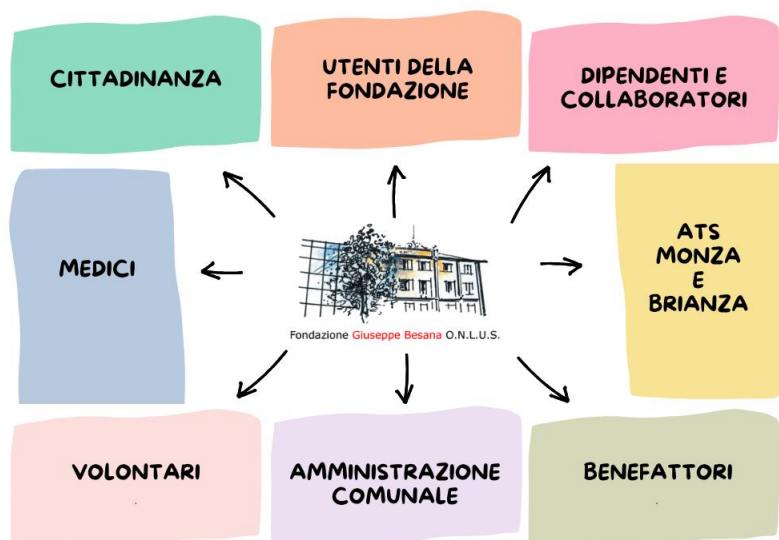 CITTADINANZA
UTENTI DELLA
FONDAZIONE
DIPENDENTI E
COLLABORATORI
MEDICI
ATS
MONZA
E
BRIANZA
Fondazione Giuseppe Besana O.N.L.U.S.
VOLONTARI
AMMINISTRAZIONE
COMUNALE
BENEFATTORI